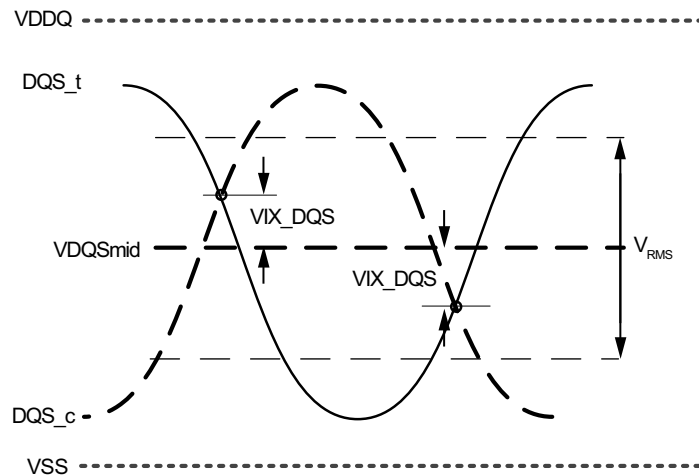 VDDQ
DQS_t
VIX_DQS
VDQSmid
VIX_DQS
VRMS
DQS_c
VSS